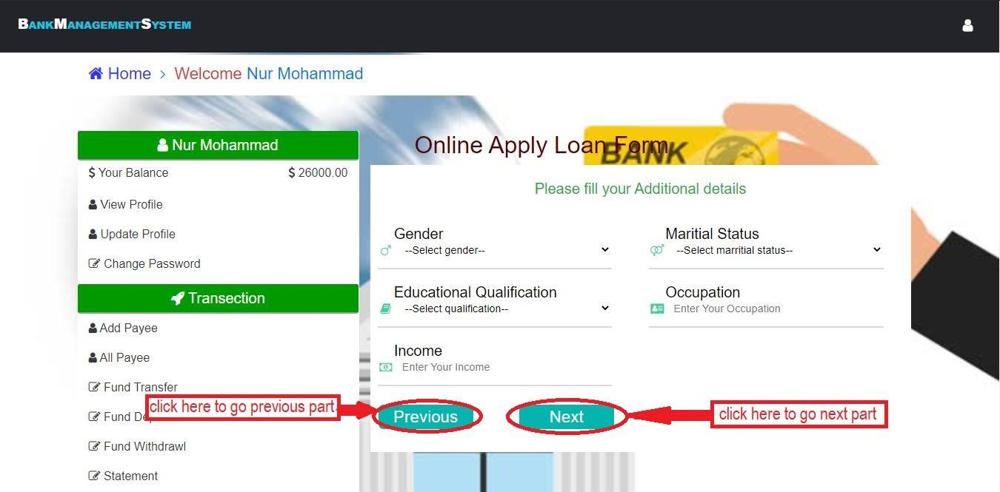 BankManagementSystem
Home > Welcome Nur Mohammad
Nur Mohammad
$ Your Balance $ 26000.00
View Profile
Update Profile
Change Password
Transection
Add Payee
All Payee
Fund Transfer
Fund
Fund Withdrawl
Statement
click here to go previous part
BANK
Online Apply Loan Form
Please fill your Additional details
Gender
--Select gender--
Maritial Status
--Select marritial status--
Educational Qualification
--Select qualification--
Occupation
Enter Your Occupation
Income
Enter Your Income
Previous
Next
click here to go next part